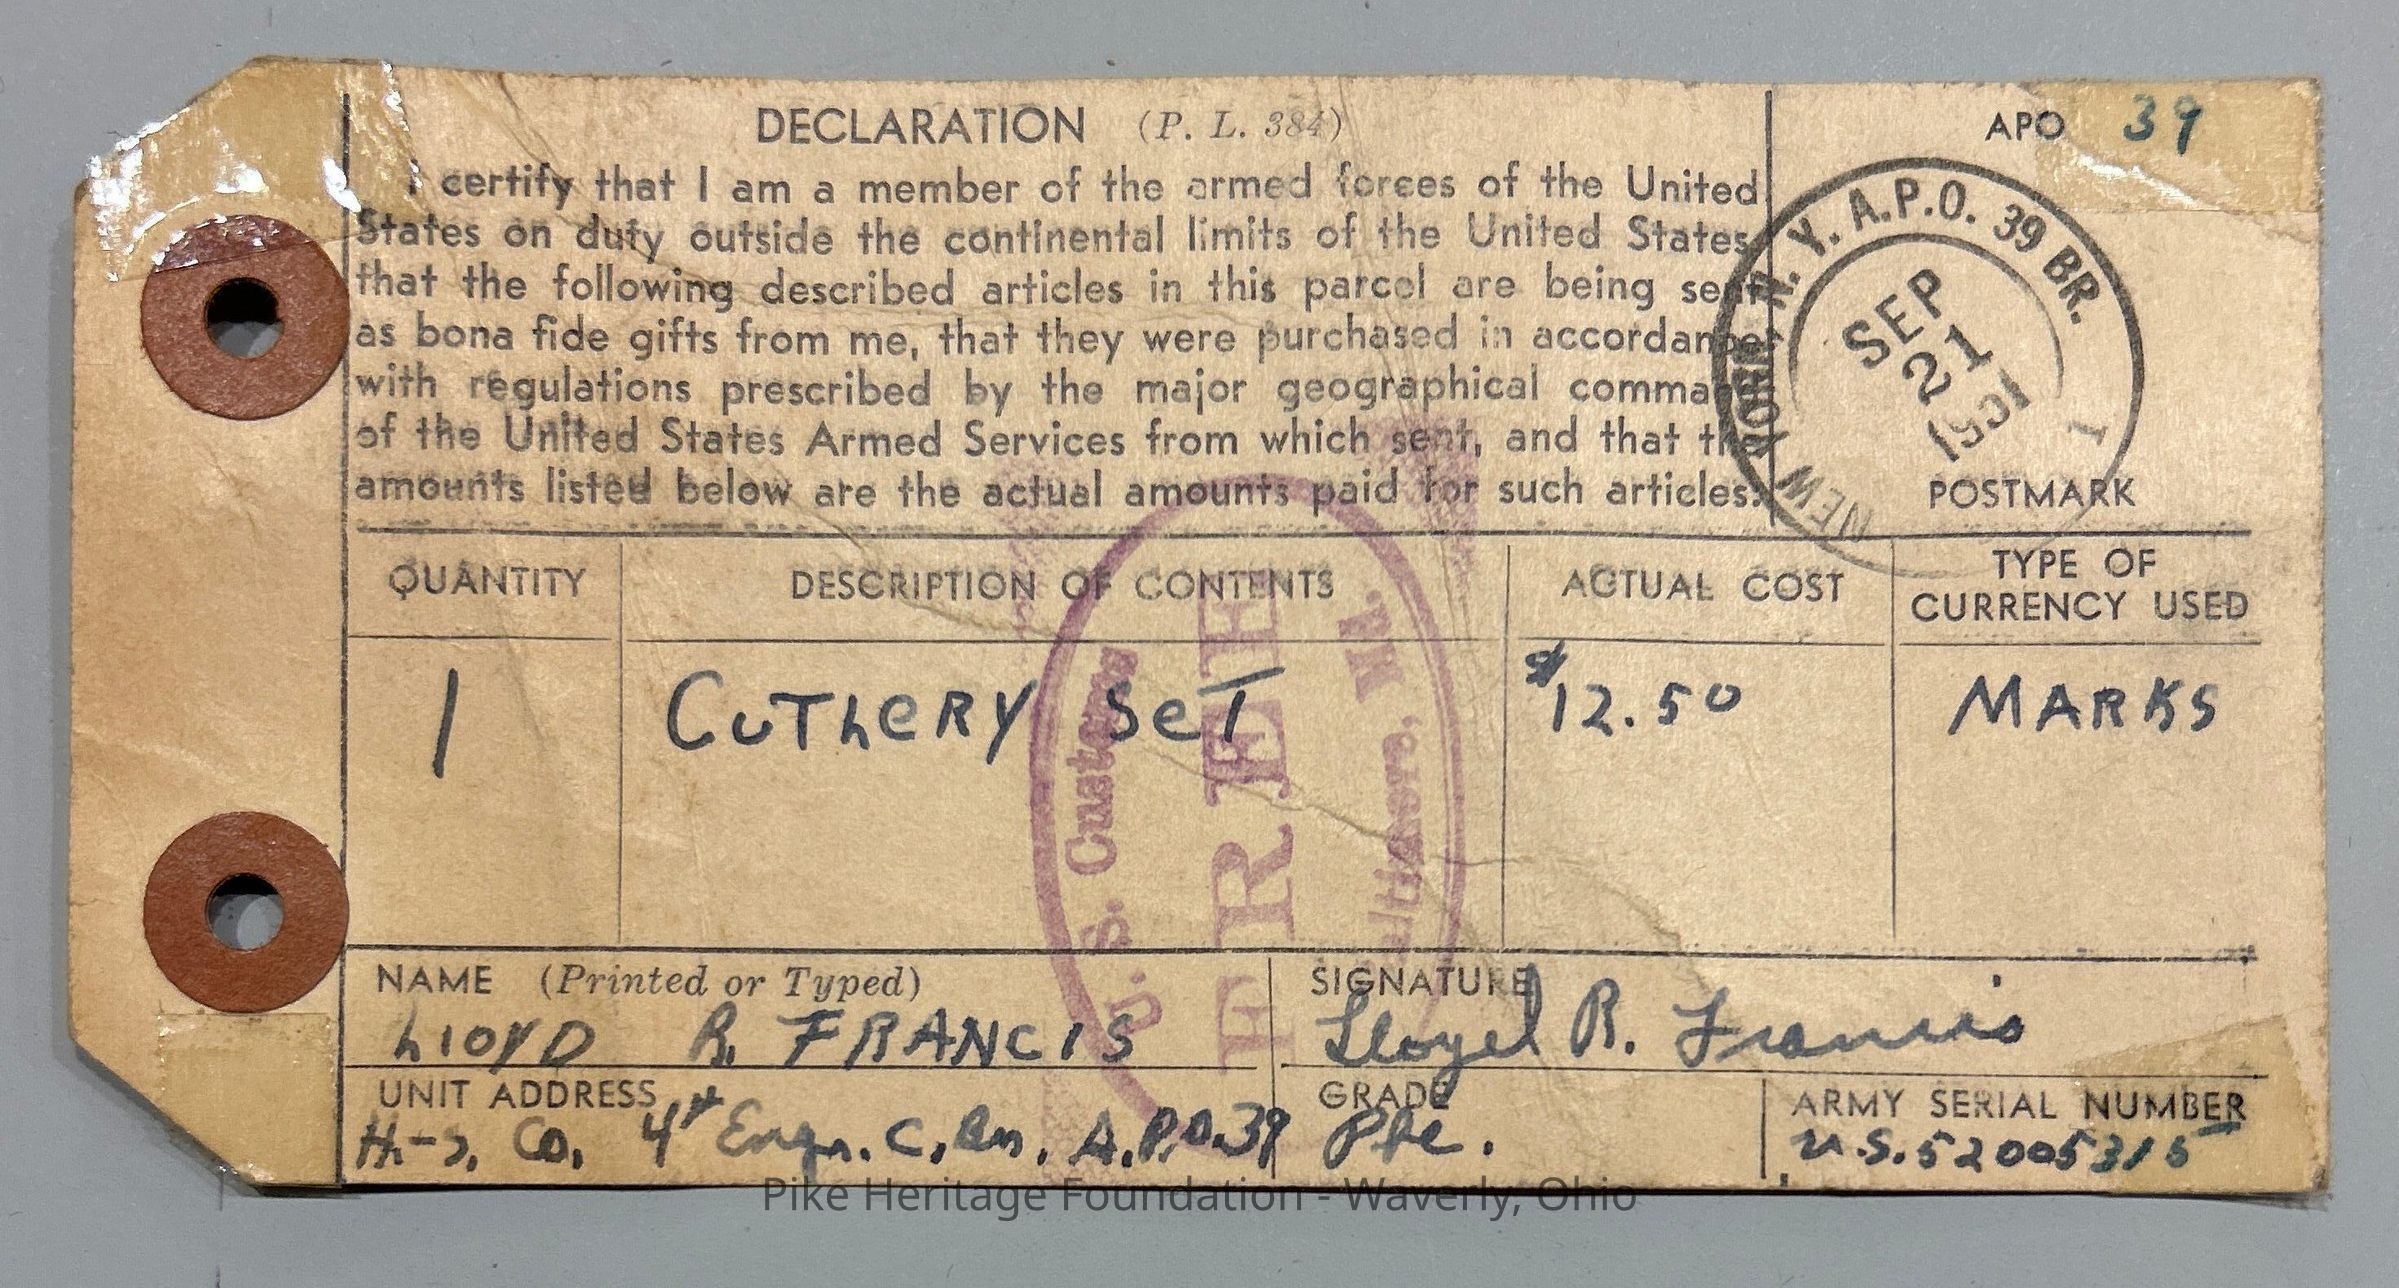 DECLARATION (P. L. 384)
I certify that I am a member of the armed forces of the United
States on duty outside the continental limits of the United States,
that the following described articles in this parcel are being sent
as bona fide gifts from me, that they were purchased in accordance
with regulations prescribed by the major geographical command
of the United States Armed Services from which sent, and that the
amounts listed below are the actual amounts paid for such articles:
APO 39
NEW YORK, N. Y. A.P.O. 39 BR.
SEP
21
1951
1
POSTMARK
QUANTITY DESCRIPTION OF CONTENTS ACTUAL COST TYPE OF
CURRENCY USED
1 CuThERY SeT $12.50 MARKS
U. S. Customs
FREE
Baltimore, M.
NAME (Printed or Typed)
LlOYD R. FRANCIS
SIGNATURE
Lloyd R. Francis
UNIT ADDRESS
H-S. Co. 4th Engr. C. Bn. A.P.O. 39
GRADE
Pfc.
ARMY SERIAL NUMBER
U.S. 52005315
Pike Heritage Foundation - Waverly, Ohio